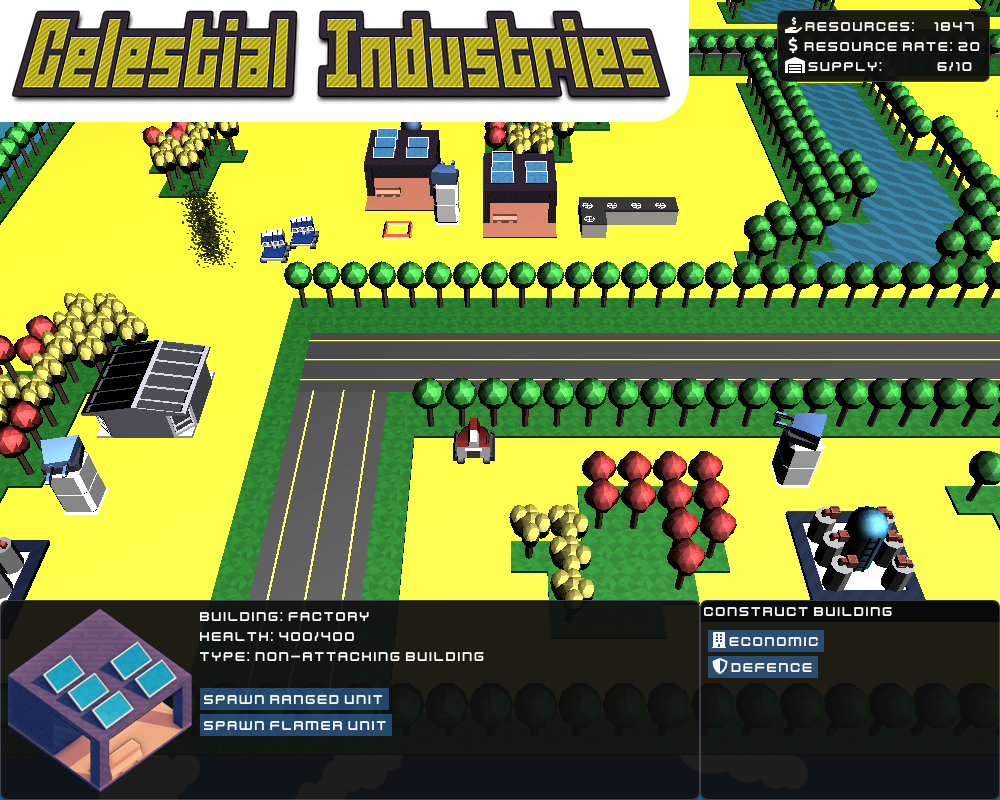 Celestial Industries
RESOURCES: 1847
$ RESOURCE RATE: 20
SUPPLY: 6/10
BUILDING: FACTORY
HEALTH: 400/400
TYPE: NON-ATTACHING BUILDING
SPAWN RANGED UNIT
SPAWN FLAMER UNIT
CONSTRUCT BUILDING
ECONOMIC
DEFENCE